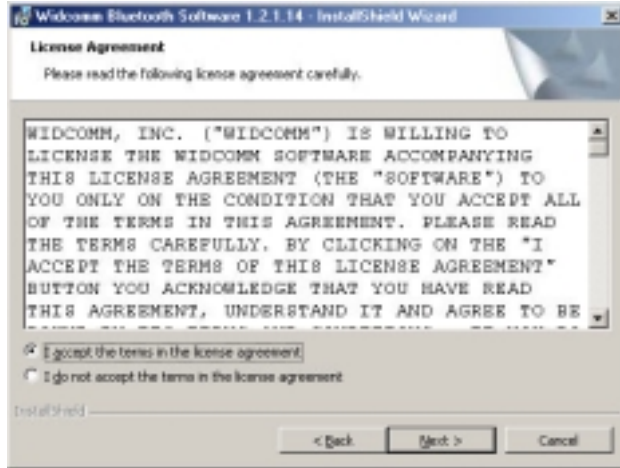 Widcomm Bluetooth Software 1.2.1.14 - InstallShield Wizard
License Agreement
Please read the following license agreement carefully.
WIDCOMM, INC. ("WIDCOMM") IS WILLING TO
LICENSE THE WIDCOMM SOFTWARE ACCOMPANYING
THIS LICENSE AGREEMENT (THE "SOFTWARE") TO
YOU ONLY ON THE CONDITION THAT YOU ACCEPT ALL
OF THE TERMS IN THIS AGREEMENT. PLEASE READ
THE TERMS CAREFULLY. BY CLICKING ON THE "I
ACCEPT THE TERMS OF THIS LICENSE AGREEMENT"
BUTTON YOU ACKNOWLEDGE THAT YOU HAVE READ
THIS AGREEMENT, UNDERSTAND IT AND AGREE TO BE
I accept the terms in the license agreement
I do not accept the terms in the license agreement
InstallShield
< Back
Next >
Cancel